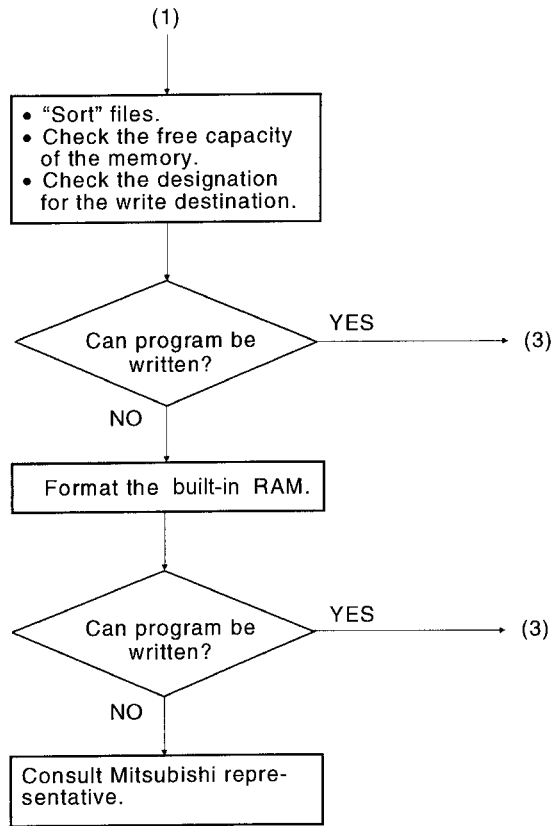 (1)
• “Sort” files.
• Check the free capacity
of the memory.
• Check the designation
for the write destination.
YES
Can program be
written?
(3)
NO
Format the built-in RAM.
YES
Can program be
written?
(3)
NO
Consult Mitsubishi repre-
sentative.